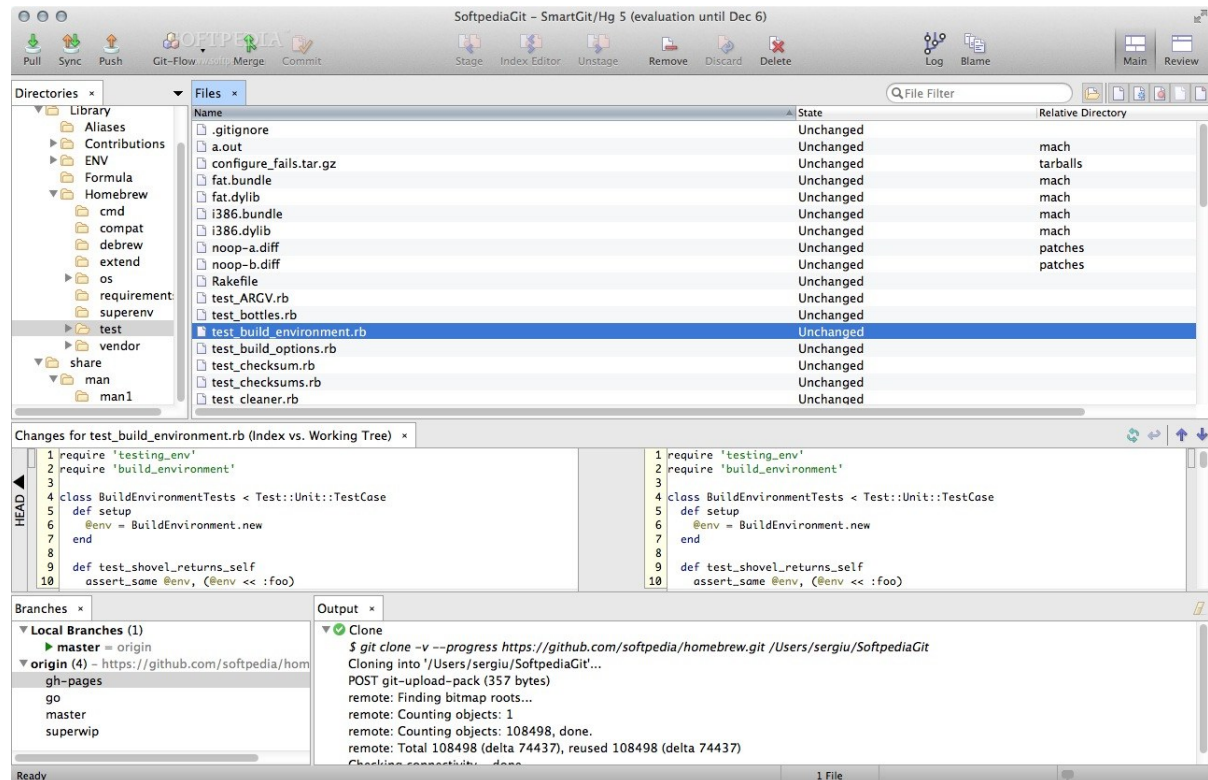 SoftpediaGit – SmartGit/Hg 5 (evaluation until Dec 6)
SOFTPEDIA
Pull Sync Push Git-Flow Merge Commit Stage Index Editor Unstage Remove Discard Delete Log Blame Main Review
Directories × Files × File Filter
Library
Aliases
Contributions
ENV
Formula
Homebrew
cmd
compat
debrew
extend
os
requirement
superenv
test
vendor
share
man
man1
Name State Relative Directory
.gitignore Unchanged
a.out Unchanged mach
configure_fails.tar.gz Unchanged tarballs
fat.bundle Unchanged mach
fat.dylib Unchanged mach
i386.bundle Unchanged mach
i386.dylib Unchanged mach
noop-a.diff Unchanged patches
noop-b.diff Unchanged patches
Rakefile Unchanged
test_ARGV.rb Unchanged
test_bottles.rb Unchanged
test_build_environment.rb Unchanged
test_build_options.rb Unchanged
test_checksum.rb Unchanged
test_checksums.rb Unchanged
test_cleaner.rb Unchanged
Changes for test_build_environment.rb (Index vs. Working Tree) ×
HEAD
1 require 'testing_env'
2 require 'build_environment'
3
4 class BuildEnvironmentTests < Test::Unit::TestCase
5 def setup
6 @env = BuildEnvironment.new
7 end
8
9 def test_shovel_returns_self
10 assert_same @env, (@env << :foo)
1 require 'testing_env'
2 require 'build_environment'
3
4 class BuildEnvironmentTests < Test::Unit::TestCase
5 def setup
6 @env = BuildEnvironment.new
7 end
8
9 def test_shovel_returns_self
10 assert_same @env, (@env << :foo)
Branches ×
Local Branches (1)
master = origin
origin (4) – https://github.com/softpedia/hom
gh-pages
go
master
superwip
Output ×
Clone
$ git clone -v --progress https://github.com/softpedia/homebrew.git /Users/sergiu/SoftpediaGit
Cloning into '/Users/sergiu/SoftpediaGit'...
POST git-upload-pack (357 bytes)
remote: Finding bitmap roots...
remote: Counting objects: 1
remote: Counting objects: 108498, done.
remote: Total 108498 (delta 74437), reused 108498 (delta 74437)
Checking connectivity... done
Ready 1 File